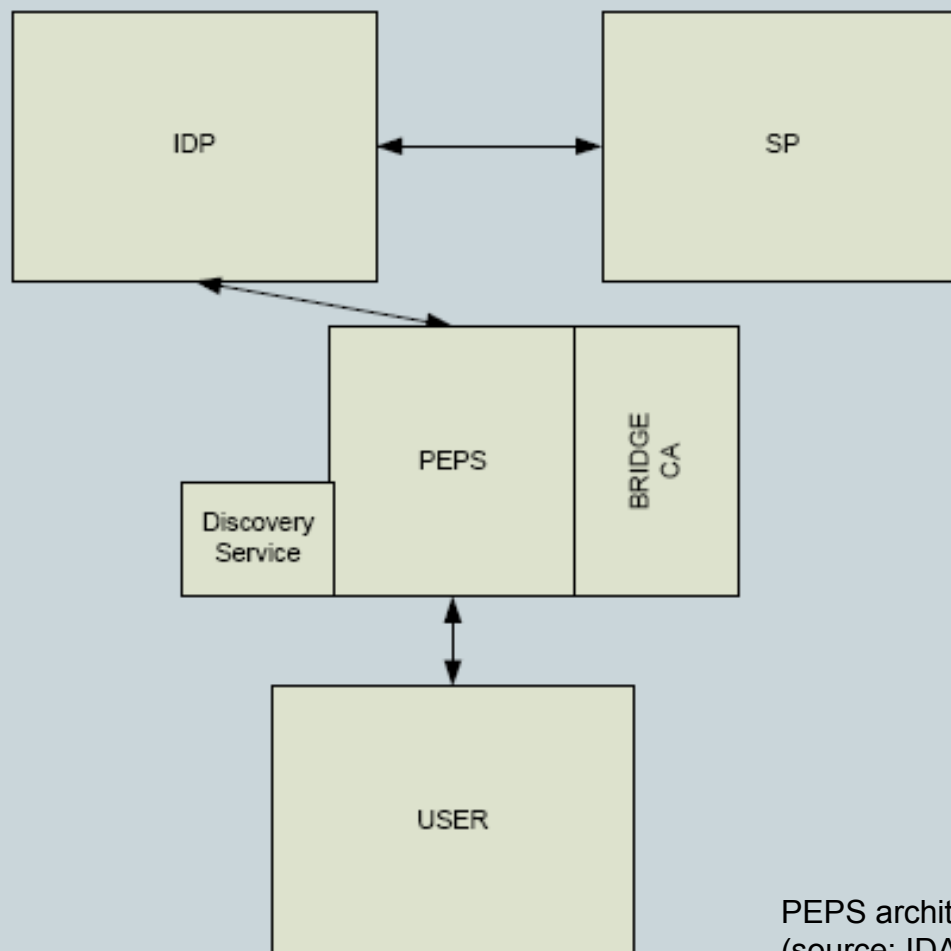 IDP
SP
PEPS
BRIDGE
CA
Discovery
Service
USER
PEPS archit
(source: IDA